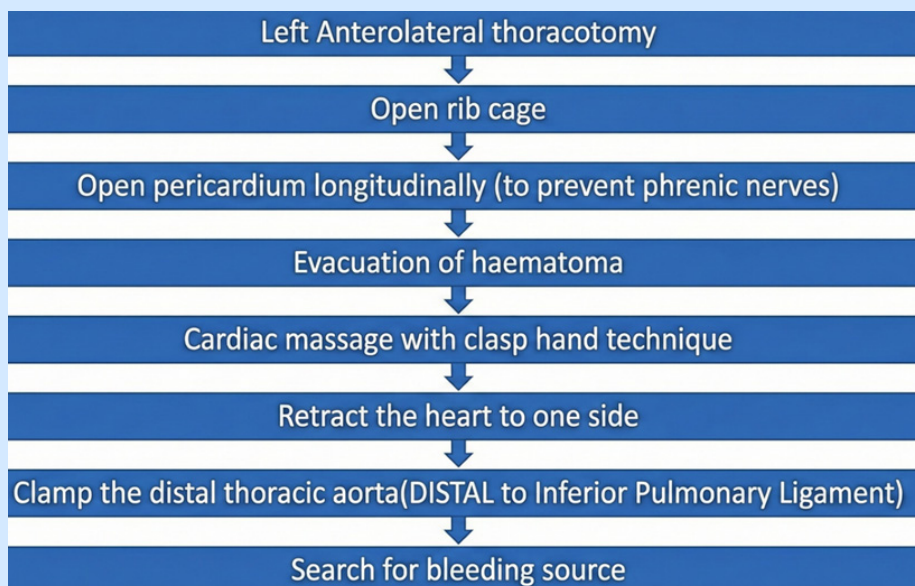 Left Anterolateral thoracotomy
Open rib cage
Open pericardium longitudinally (to prevent phrenic nerves)
Evacuation of haematoma
Cardiac massage with clasp hand technique
Retract the heart to one side
Clamp the distal thoracic aorta(DISTAL to Inferior Pulmonary Ligament)
Search for bleeding source